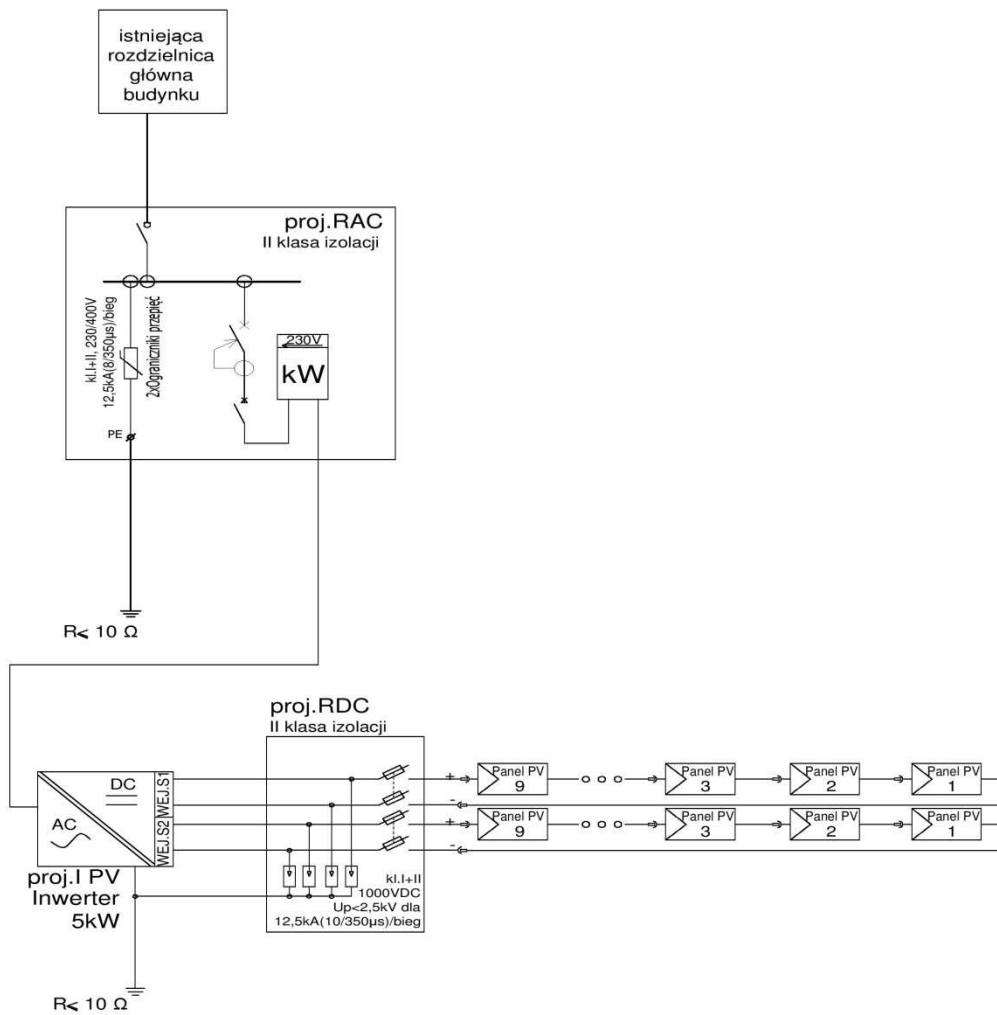 istniejąca
rozdzielnica
główna
budynku
proj.RAC
II klasa izolacji
kl.I+II, 230/400V
12,5kA(8/350µs)/bieg
2xOgraniczniki przepięć
230V
kW
PE
R⩽ 10 Ω
proj.RDC
II klasa izolacji
DC
AC
WEJ.S1
WEJ.S2
+
-
+
-
Panel PV
9
Panel PV
3
Panel PV
2
Panel PV
1
Panel PV
9
Panel PV
3
Panel PV
2
Panel PV
1
kl.I+II
1000VDC
Up<2,5kV dla
12,5kA(10/350µs)/bieg
proj.I PV
Inwerter
5kW
R⩽ 10 Ω